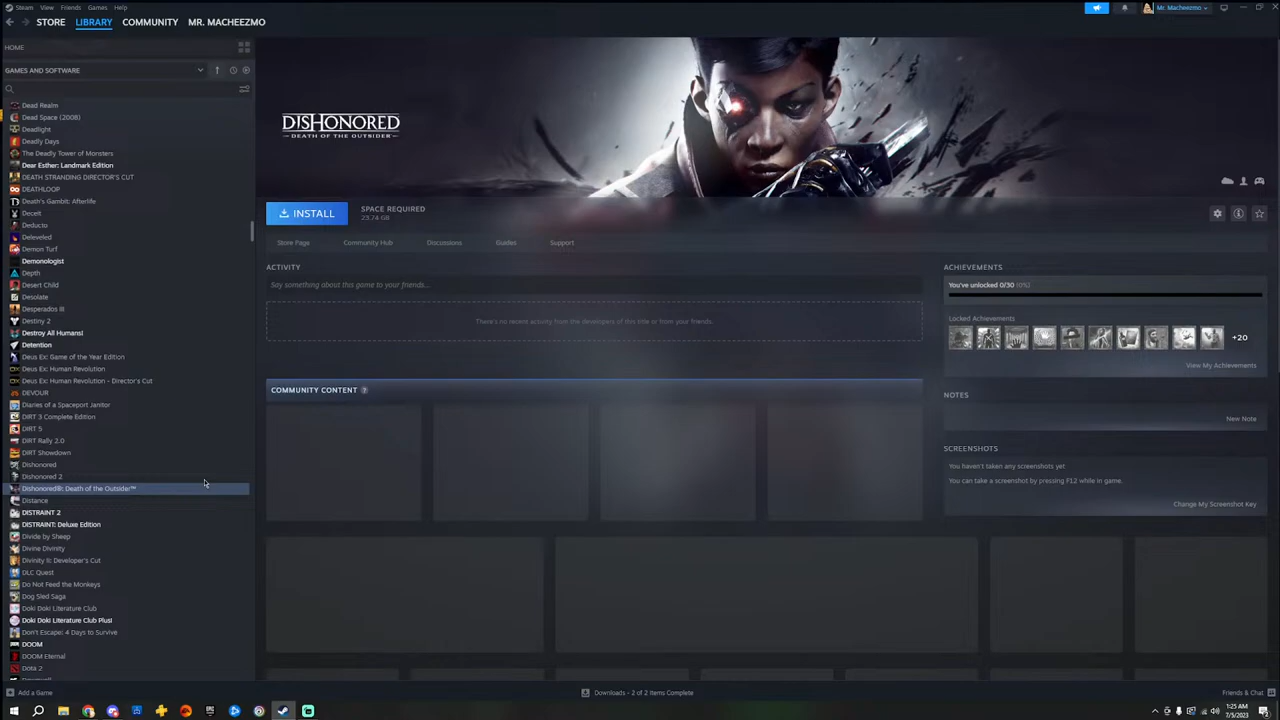 Steam View Friends Games Help
Mr. Macheezmo
STORE LIBRARY COMMUNITY MR. MACHEEZMO
HOME
GAMES AND SOFTWARE
Dead Realm
Dead Space (2008)
Deadlight
Deadly Days
The Deadly Tower of Monsters
Dear Esther: Landmark Edition
DEATH STRANDING DIRECTOR'S CUT
DEATHLOOP
Death's Gambit: Afterlife
Deceit
Deducto
Deleveled
Demon Turf
Demonologist
Depth
Desert Child
Desolate
Desperados III
Destiny 2
Destroy All Humans!
Detention
Deus Ex: Game of the Year Edition
Deus Ex: Human Revolution
Deus Ex: Human Revolution - Director's Cut
DEVOUR
Diaries of a Spaceport Janitor
DIRT 3 Complete Edition
DIRT 5
DIRT Rally 2.0
DIRT Showdown
Dishonored
Dishonored 2
Dishonored®: Death of the Outsider™
Distance
DISTRAINT 2
DISTRAINT: Deluxe Edition
Divide by Sheep
Divine Divinity
Divinity II: Developer's Cut
DLC Quest
Do Not Feed the Monkeys
Dog Sled Saga
Doki Doki Literature Club
Doki Doki Literature Club Plus!
Don't Escape: 4 Days to Survive
DOOM
DOOM Eternal
Dota 2
DISHONORED
DEATH OF THE OUTSIDER
INSTALL
SPACE REQUIRED
23.74 GB
Store Page Community Hub Discussions Guides Support
ACTIVITY
Say something about this game to your friends...
There's no recent activity from the developers of this title or from your friends.
COMMUNITY CONTENT ?
ACHIEVEMENTS
You've unlocked 0/30 (0%)
Locked Achievements
+20
View My Achievements
NOTES
New Note
SCREENSHOTS
You haven't taken any screenshots yet
You can take a screenshot by pressing F12 while in game.
Change My Screenshot Key
Add a Game
Downloads - 2 of 2 Items Complete
Friends & Chat
1:25 AM
7/5/2023